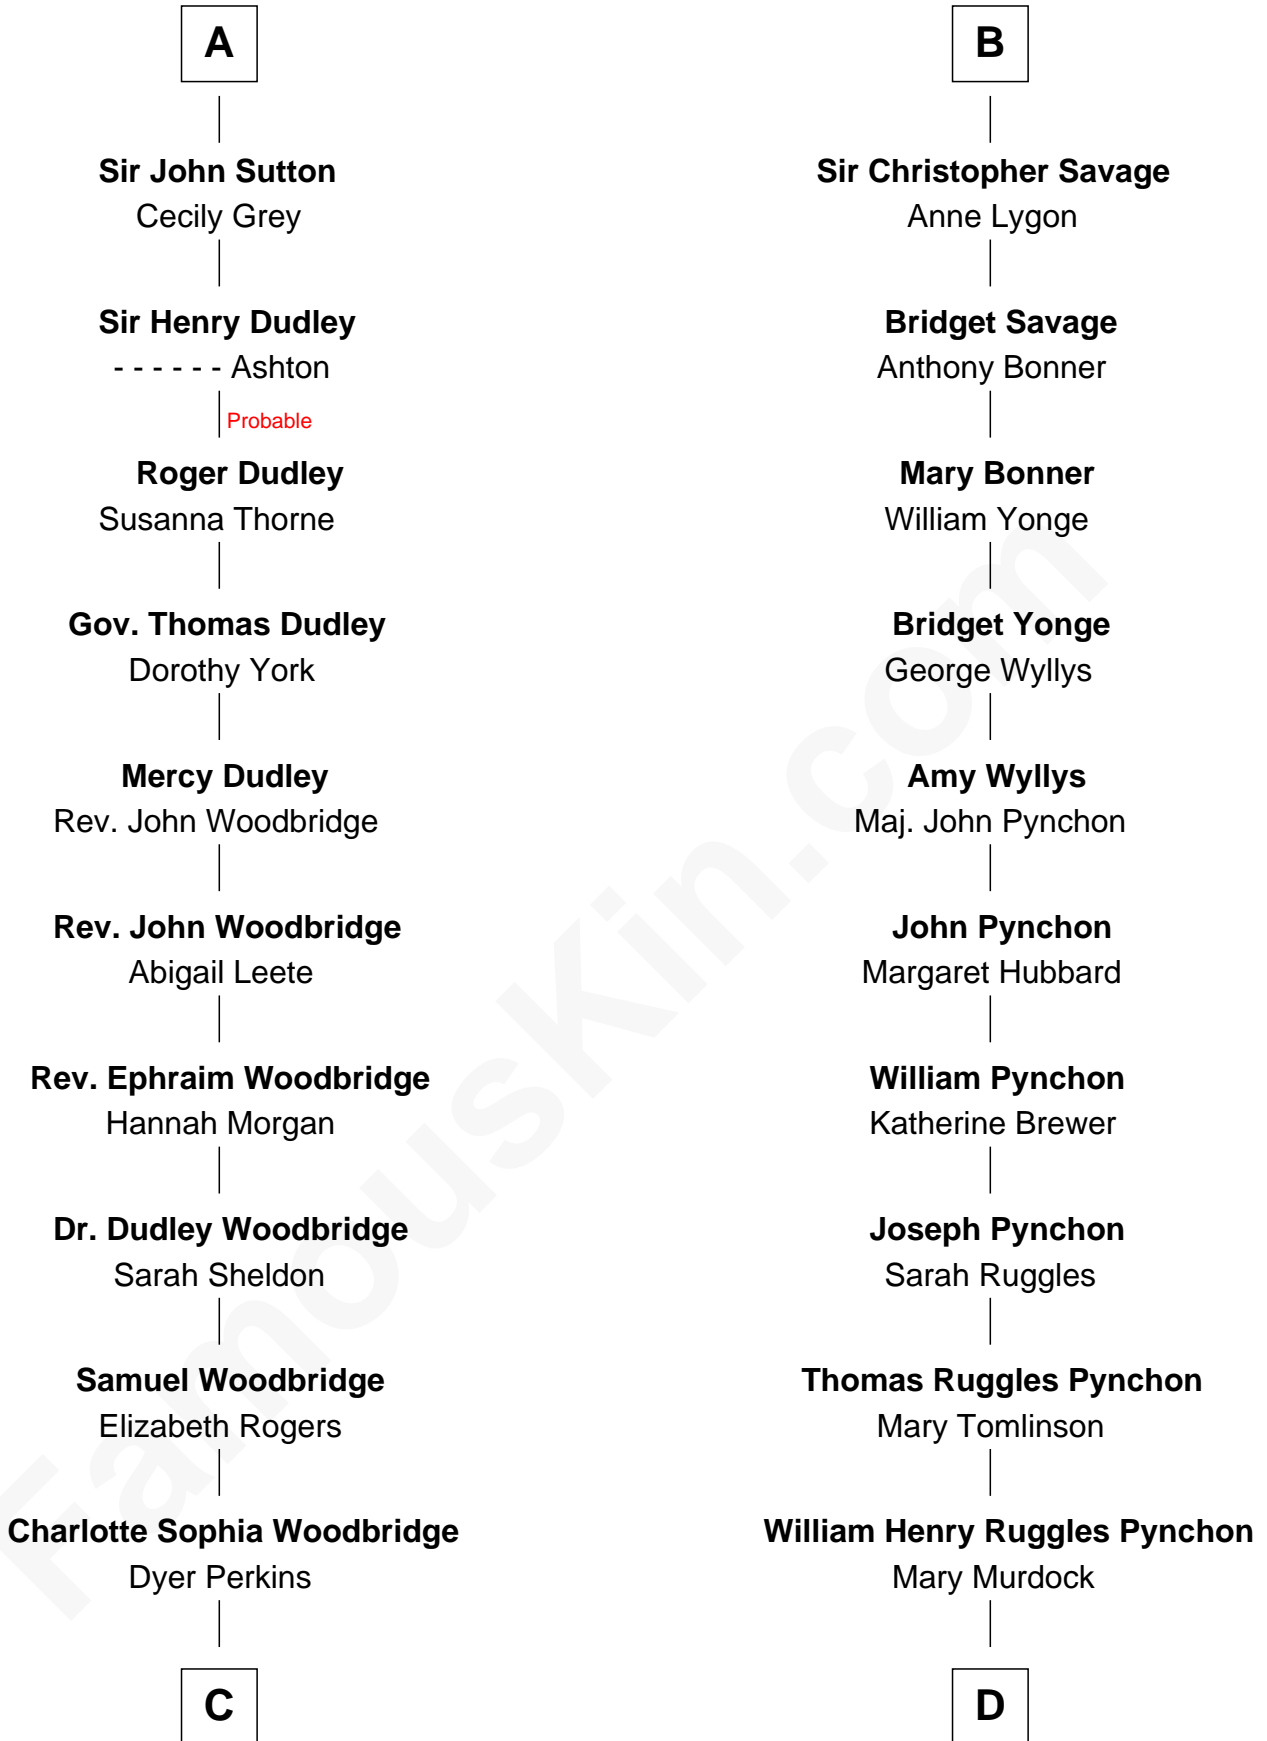 A
Sir John Sutton
Cecily Grey
Sir Henry Dudley
- - - - - - Ashton
Probable
Roger Dudley
Susanna Thorne
Gov. Thomas Dudley
Dorothy York
Mercy Dudley
Rev. John Woodbridge
Rev. John Woodbridge
Abigail Leete
Rev. Ephraim Woodbridge
Hannah Morgan
Dr. Dudley Woodbridge
Sarah Sheldon
Samuel Woodbridge
Elizabeth Rogers
Charlotte Sophia Woodbridge
Dyer Perkins
C
B
Sir Christopher Savage
Anne Lygon
Bridget Savage
Anthony Bonner
Mary Bonner
William Yonge
Bridget Yonge
George Wyllys
Amy Wyllys
Maj. John Pynchon
John Pynchon
Margaret Hubbard
William Pynchon
Katherine Brewer
Joseph Pynchon
Sarah Ruggles
Thomas Ruggles Pynchon
Mary Tomlinson
William Henry Ruggles Pynchon
Mary Murdock
D
FamousKin.com